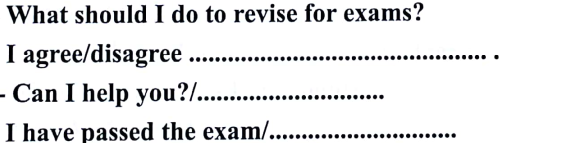 What should I do to revise for exams?
I agree/disagree ................................................ .
- Can I help you?/..............................
I have passed the exam/..............................